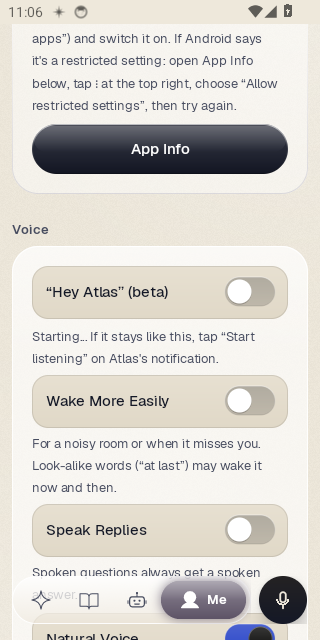 11:06
apps”) and switch it on. If Android says
it's a restricted setting: open App Info
below, tap ⋮ at the top right, choose “Allow
restricted settings”, then try again.
App Info
Voice
“Hey Atlas” (beta)
Starting… If it stays like this, tap “Start
listening” on Atlas's notification.
Wake More Easily
For a noisy room or when it misses you.
Look-alike words (“at last”) may wake it
now and then.
Speak Replies
Spoken questions always get a spoken
answer.
Me
Natural Voice